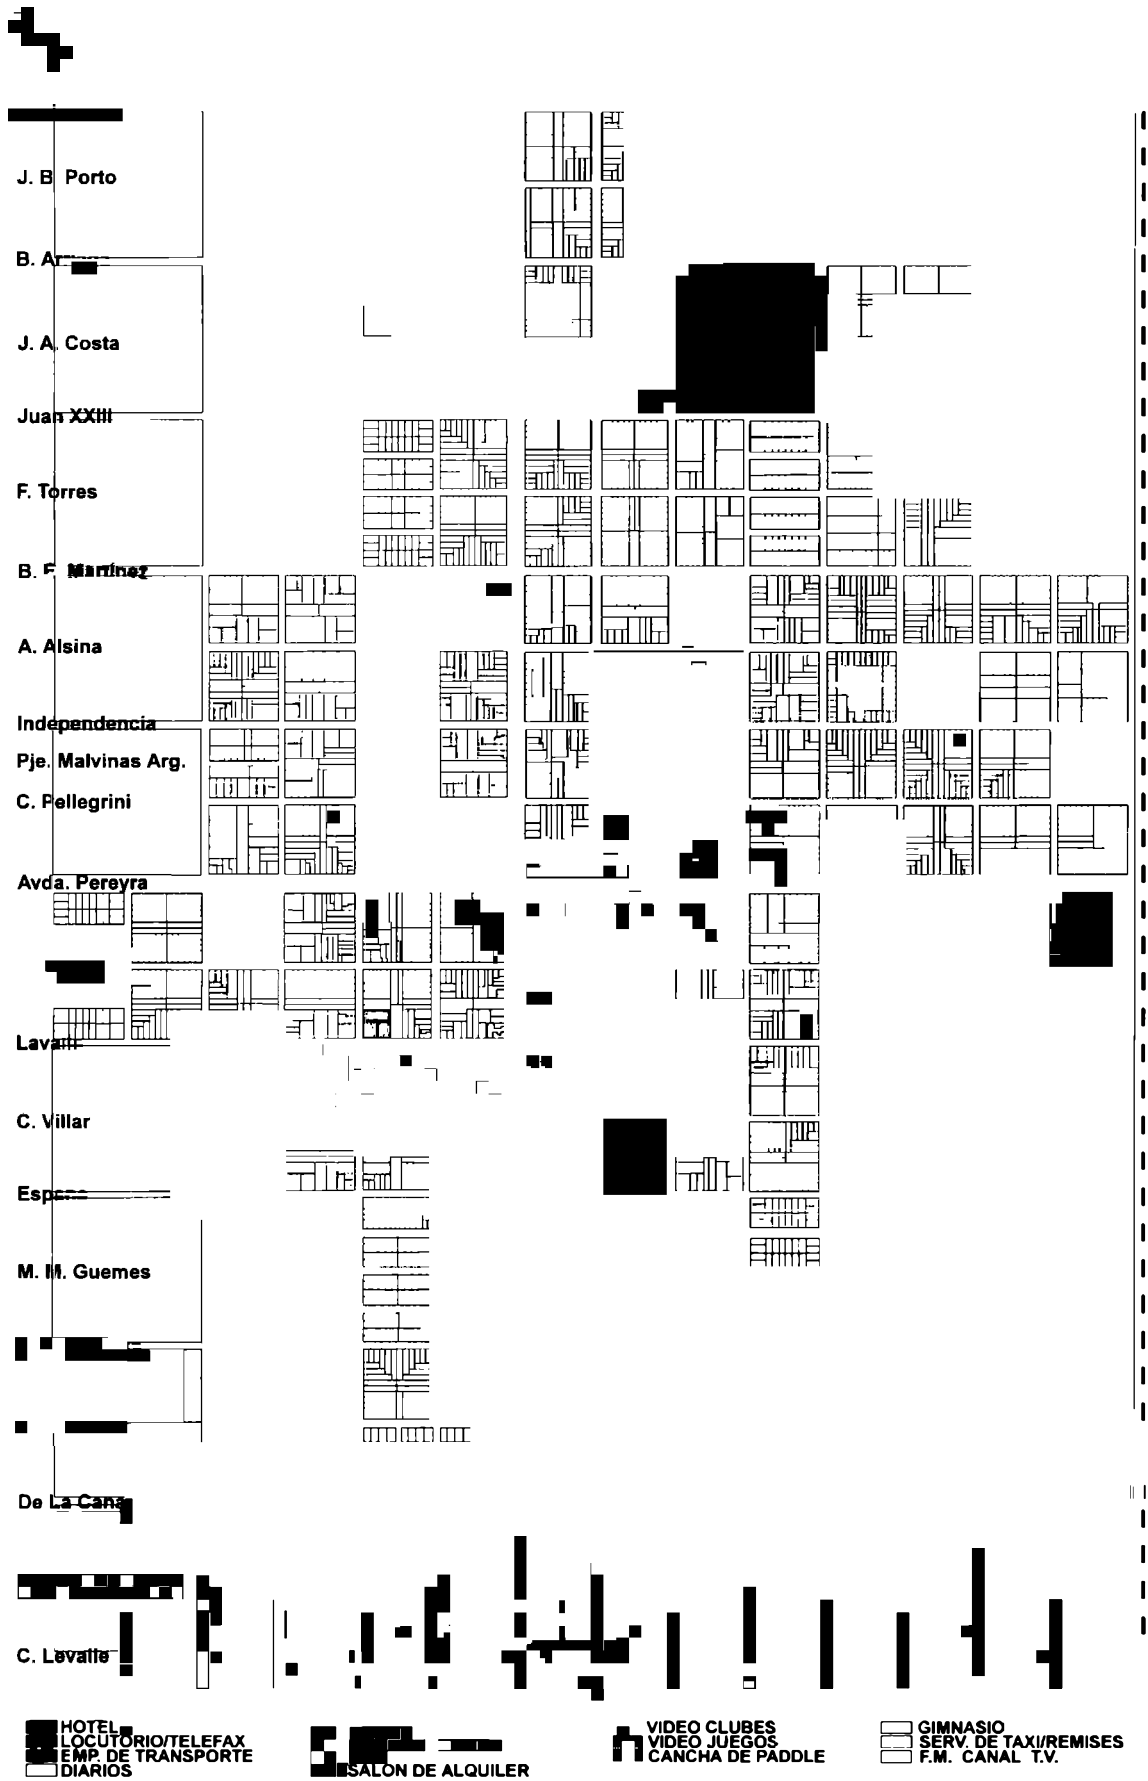 J. B. Porto
J. A. Costa
Juan XXIII
F. Torres
B. F. Martinez
A. Alsina
Independencia
Pje. Malvinas Arg.
C. Pellegrini
Avda. Pereyra
C. Villar
M. M. Guemes
De La Cana
C. Levalle
HOTEL
LOCUTORIO/TELEFAX
EMP. DE TRANSPORTE
DIARIOS
SALON DE ALQUILER
VIDEO CLUBES
VIDEO JUEGOS
CANCHA DE PADDLE
GIMNASIO
SERV. DE TAXI/REMISES
F.M. CANAL T.V.